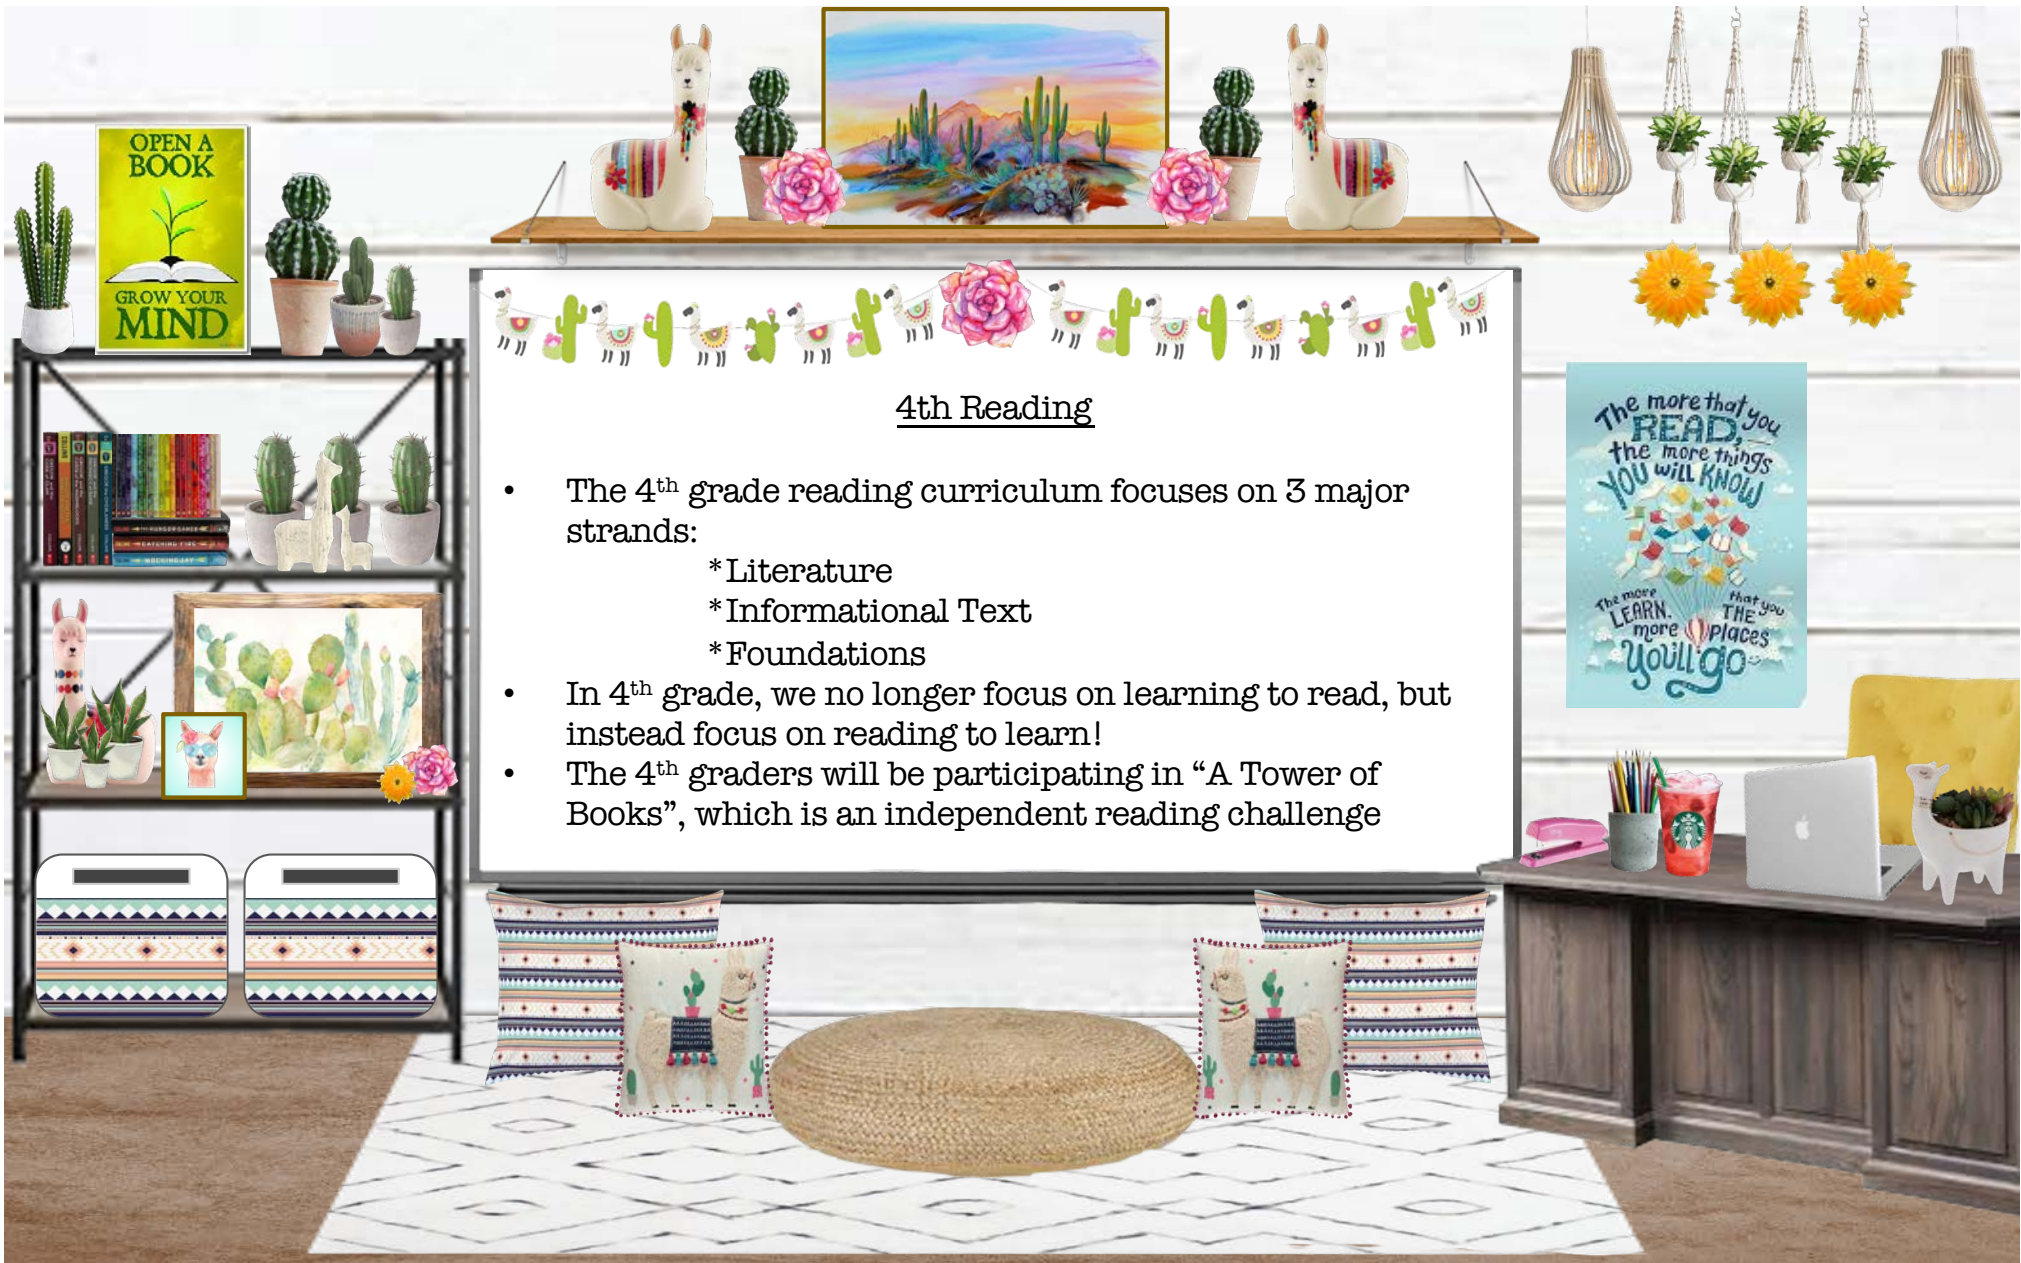 OPEN A
BOOK
GROW YOUR
MIND
4th Reading
• The 4th grade reading curriculum focuses on 3 major
strands:
*Literature
*Informational Text
*Foundations
• In 4th grade, we no longer focus on learning to read, but
instead focus on reading to learn!
• The 4th graders will be participating in “A Tower of
Books”, which is an independent reading challenge
The more that you
READ,
the more things
YOU WILL KNOW
The more that you
LEARN, THE
more places
You'll go
CATCHING FIRE
MOCKINGJAY